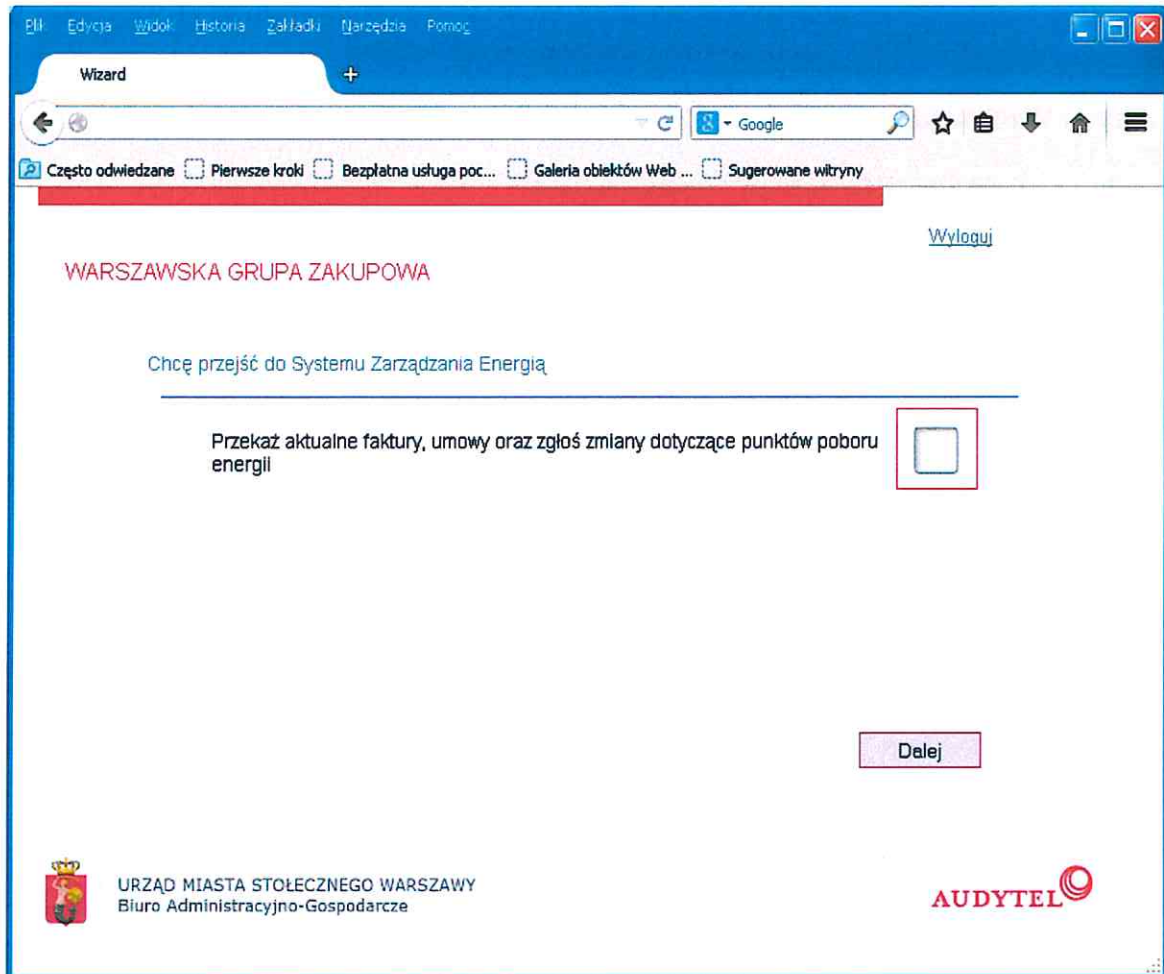 Plik Edycja Widok Historia Zakładki Narzędzia Pomoc
Wizard
Google
Często odwiedzane Pierwsze kroki Bezpłatna usługa poc... Galeria obiektów Web ... Sugerowane witryny
Wyloguj
WARSZAWSKA GRUPA ZAKUPOWA
Chcę przejść do Systemu Zarządzania Energią
Przekaż aktualne faktury, umowy oraz zgłoś zmiany dotyczące punktów poboru
energii
Dalej
URZĄD MIASTA STOŁECZNEGO WARSZAWY
Biuro Administracyjno-Gospodarcze
AUDYTEL